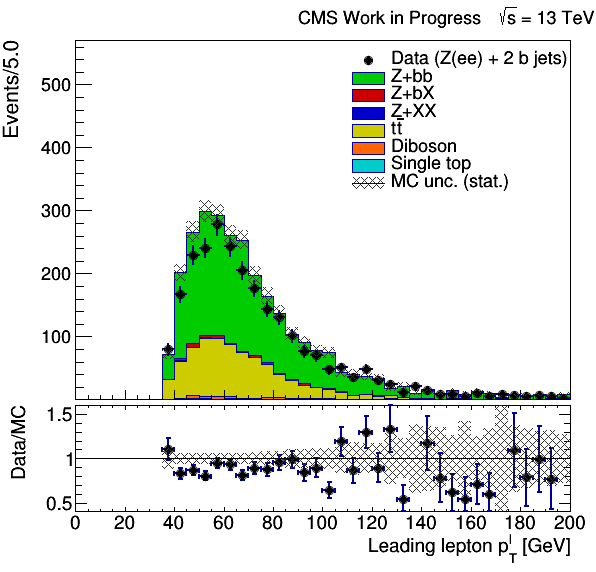 CMS Work in Progress √s = 13 TeV
Events/5.0
500
400
300
200
100
Data (Z(ee) + 2 b jets)
Z+bb
Z+bX
Z+XX
tt̄
Diboson
Single top
MC unc. (stat.)
Data/MC
1.5
1
0.5
0 20 40 60 80 100 120 140 160 180 200
Leading lepton p_T^l [GeV]